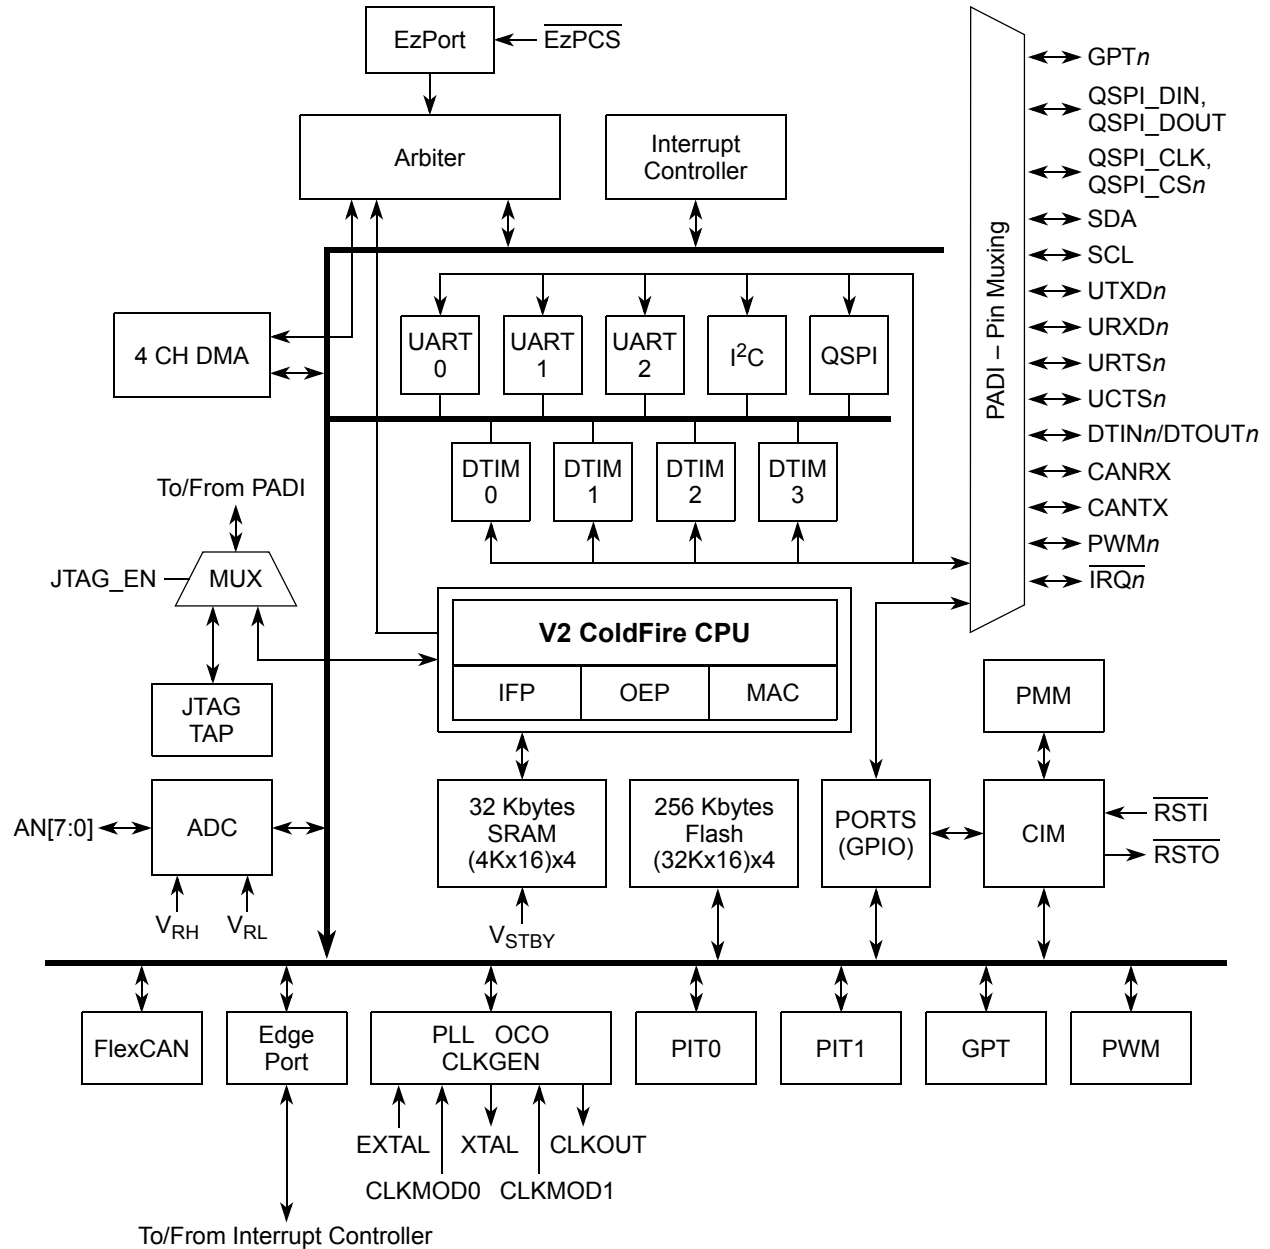 EzPort
EzPCS
Arbiter
Interrupt
Controller
PADI – Pin Muxing
GPTn
QSPI_DIN,
QSPI_DOUT
QSPI_CLK,
QSPI_CSn
SDA
SCL
UTXDn
URXDn
URTSn
UCTSn
DTINn/DTOUTn
CANRX
CANTX
PWMn
IRQn
4 CH DMA
UART
0
UART
1
UART
2
I²C
QSPI
DTIM
0
DTIM
1
DTIM
2
DTIM
3
To/From PADI
JTAG_EN
MUX
JTAG
TAP
V2 ColdFire CPU
IFP
OEP
MAC
PMM
AN[7:0]
ADC
VRH
VRL
32 Kbytes
SRAM
(4Kx16)x4
VSTBY
256 Kbytes
Flash
(32Kx16)x4
PORTS
(GPIO)
CIM
RSTI
RSTO
FlexCAN
Edge
Port
PLL OCO
CLKGEN
PIT0
PIT1
GPT
PWM
EXTAL
XTAL
CLKOUT
CLKMOD0
CLKMOD1
To/From Interrupt Controller